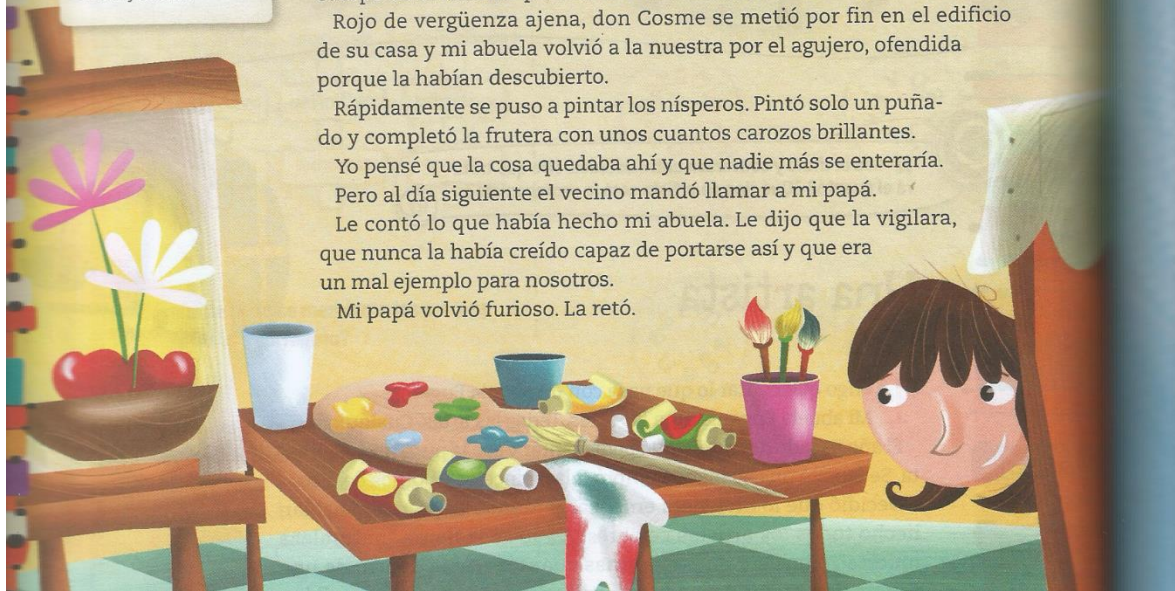 Rojo de vergüenza ajena, don Cosme se metió por fin en el edificio
de su casa y mi abuela volvió a la nuestra por el agujero, ofendida
porque la habían descubierto.
Rápidamente se puso a pintar los nísperos. Pintó solo un puña-
do y completó la frutera con unos cuantos carozos brillantes.
Yo pensé que la cosa quedaba ahí y que nadie más se enteraría.
Pero al día siguiente el vecino mandó llamar a mi papá.
Le contó lo que había hecho mi abuela. Le dijo que la vigilara,
que nunca la había creído capaz de portarse así y que era
un mal ejemplo para nosotros.
Mi papá volvió furioso. La retó.